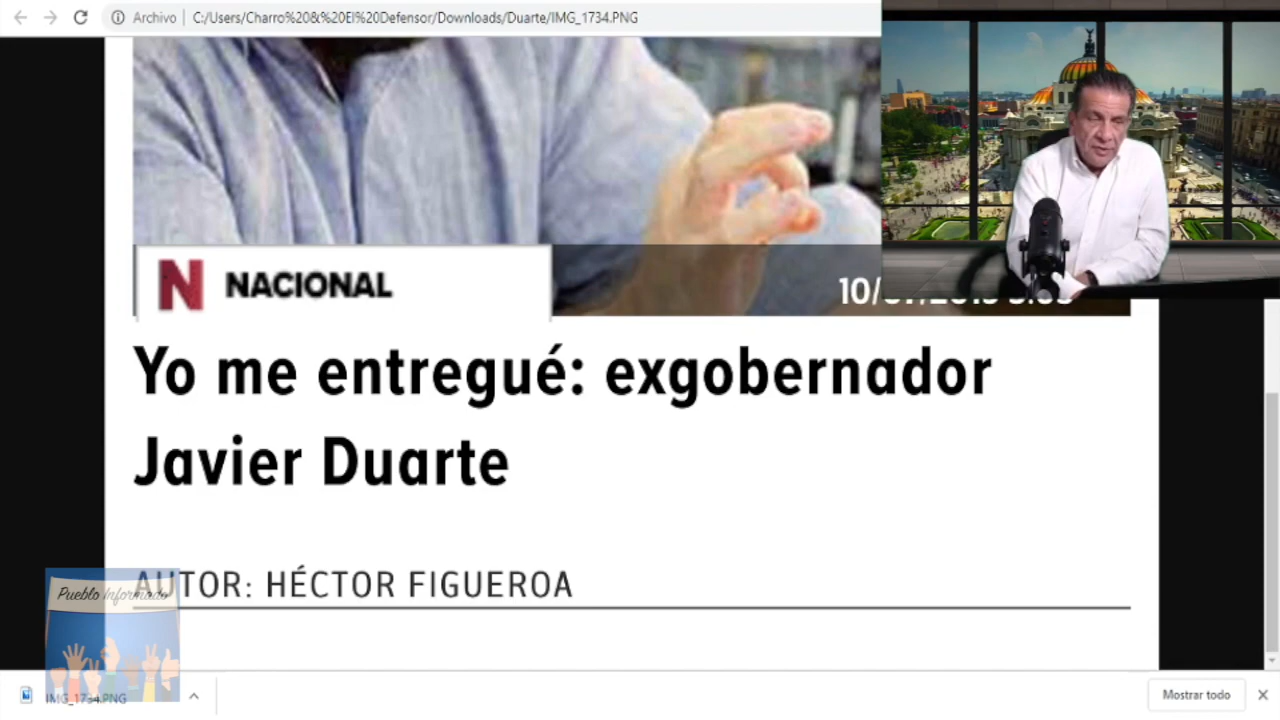 Archivo
C:/Users/Charro%20&%20El%20Defensor/Downloads/Duarte/IMG_1734.PNG
N NACIONAL
Yo me entregué: exgobernador
Javier Duarte
AUTOR: HÉCTOR FIGUEROA
Pueblo Informado
IMG_1734.PNG
Mostrar todo